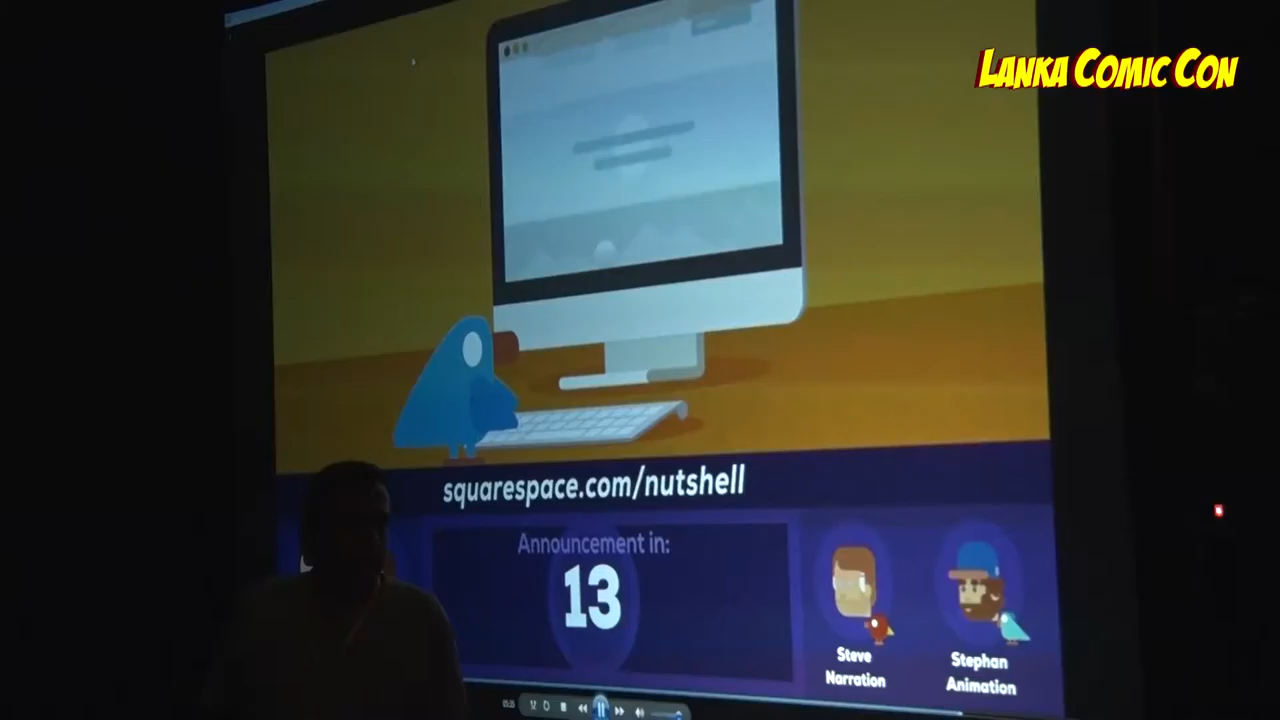 LANKA COMIC CON
squarespace.com/nutshell
Announcement in:
13
Steve
Narration
Stephan
Animation